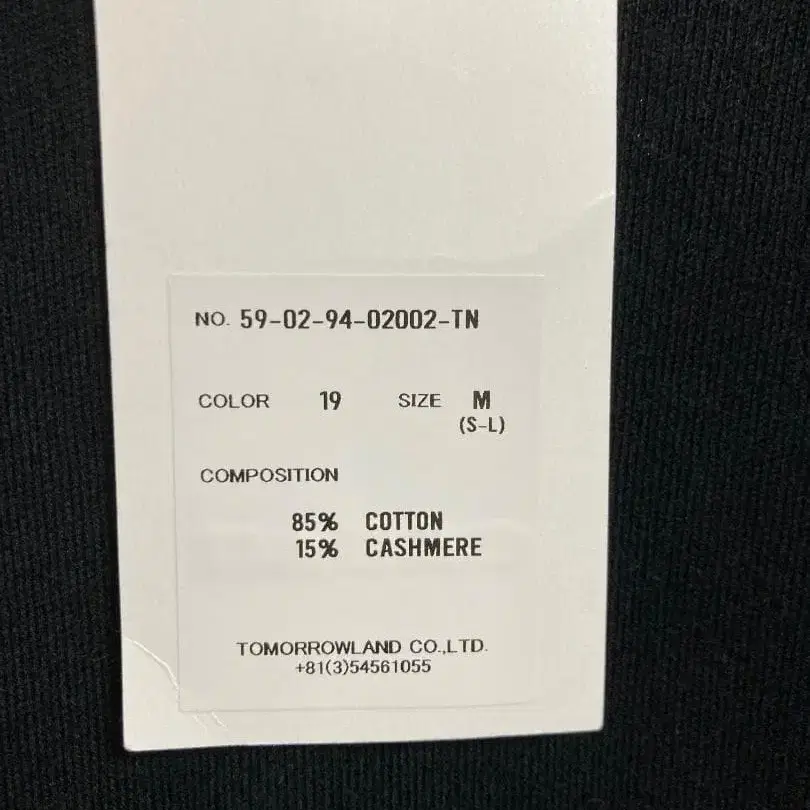 NO. 59-02-94-02002-TN
COLOR 19 SIZE M
(S-L)
COMPOSITION
85% COTTON
15% CASHMERE
TOMORROWLAND CO.,LTD.
+81(3)54561055